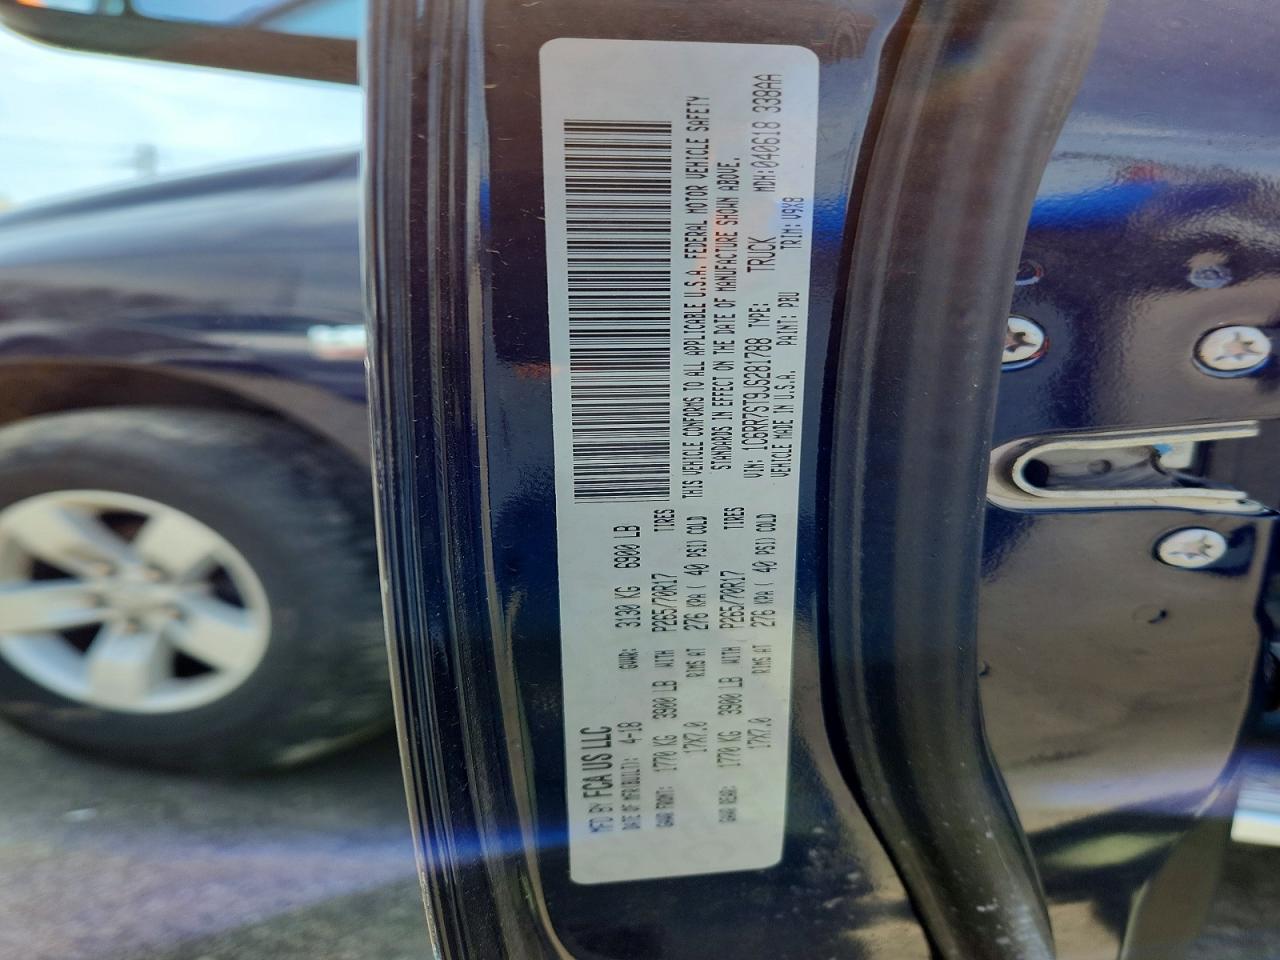 MFD BY FCA US LLC
DATE OF MFR(BUILT): 4-18 GVWR: 3130 KG 6900 LB
GAWR FRONT: 1770 KG 3900 LB WITH P265/70R17 TIRES
17X7.0 RIMS AT 276 KPA ( 40 PSI) COLD
GAWR REAR: 1770 KG 3900 LB WITH P265/70R17 TIRES
17X7.0 RIMS AT 276 KPA ( 40 PSI) COLD
THIS VEHICLE CONFORMS TO ALL APPLICABLE U.S.A. FEDERAL MOTOR VEHICLE SAFETY
STANDARDS IN EFFECT ON THE DATE OF MANUFACTURE SHOWN ABOVE.
VIN: 1C6RR7ST9JS281788 TYPE: TRUCK MDH: 040618 338AA
VEHICLE MADE IN U.S.A. PAINT: PBU TRIM: V9X8